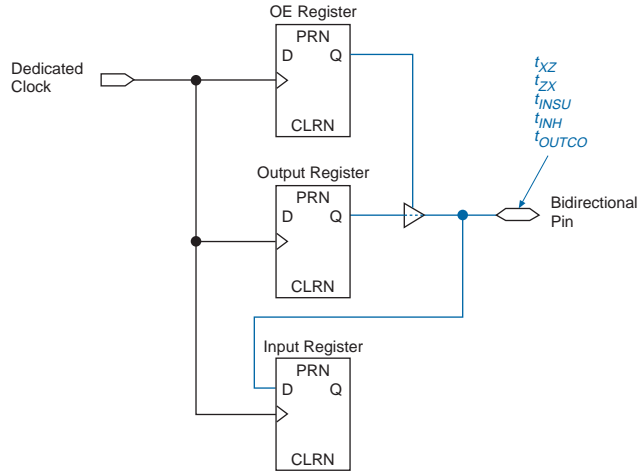 OE Register
PRN
D Q
CLRN
Dedicated
Clock
tXZ
tZX
tINSU
tINH
tOUTCO
Output Register
PRN
D Q
CLRN
Bidirectional
Pin
Input Register
PRN
D Q
CLRN